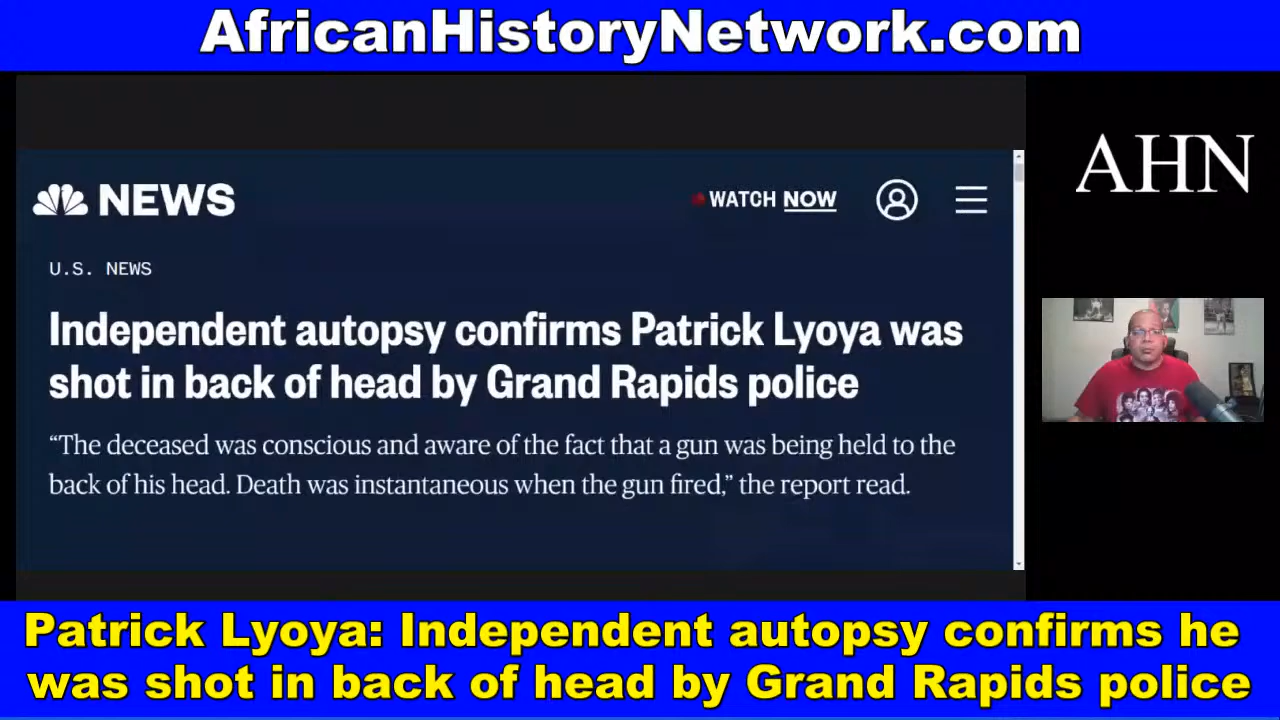 AfricanHistoryNetwork.com
AHN
NEWS
WATCH NOW
U.S. NEWS
Independent autopsy confirms Patrick Lyoya was
shot in back of head by Grand Rapids police
“The deceased was conscious and aware of the fact that a gun was being held to the
back of his head. Death was instantaneous when the gun fired,” the report read.
Patrick Lyoya: Independent autopsy confirms he
was shot in back of head by Grand Rapids police